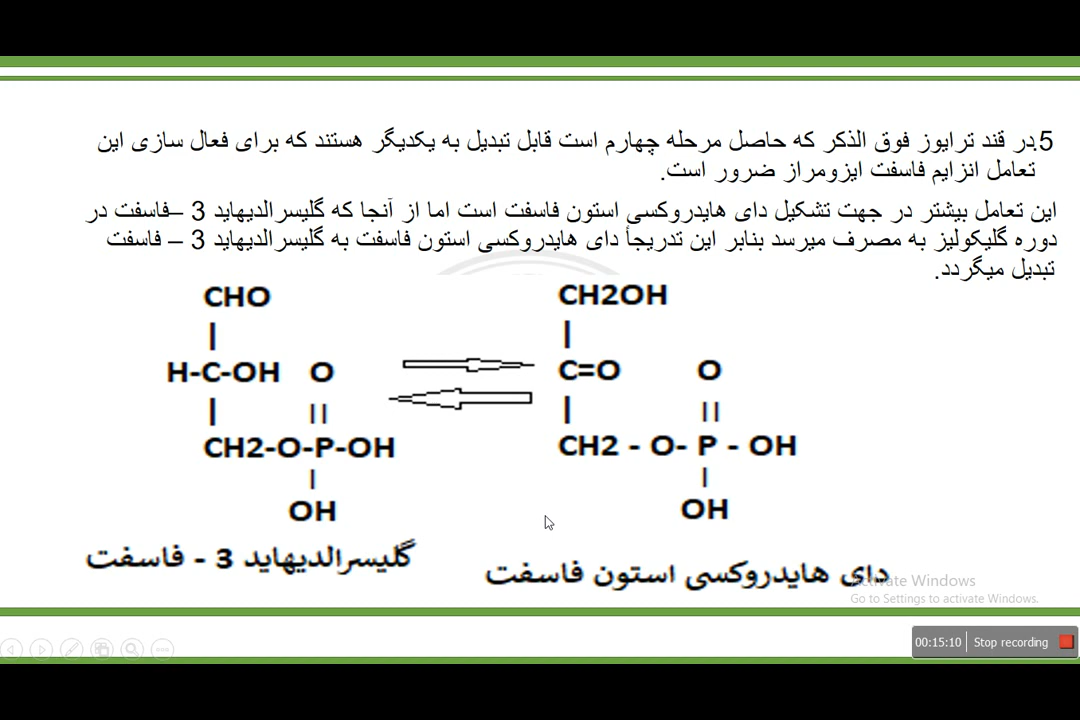 5.در قند ترایوز فوق الذکر که حاصل مرحله چهارم است قابل تبدیل به یکدیگر هستند که برای فعال سازی این
تعامل انزایم فاسفت ایزومراز ضرور است.
این تعامل بیشتر در جهت تشکیل دای هایدروکسی استون فاسفت است اما از آنجا که گلیسرالدیهاید 3 –فاسفت در
دوره گلیکولیز به مصرف میرسد بنابر این تدریجأ دای هایدروکسی استون فاسفت به گلیسرالدیهاید 3 – فاسفت
تبدیل میگردد.
CHO
|
H-C-OH O
| ||
CH2-O-P-OH
|
OH
گلیسرالدیهاید 3 - فاسفت
CH2OH
|
C=O O
| ||
CH2 - O- P - OH
|
OH
دای هایدروکسی استون فاسفت
Activate Windows
Go to Settings to activate Windows.
00:15:10 Stop recording